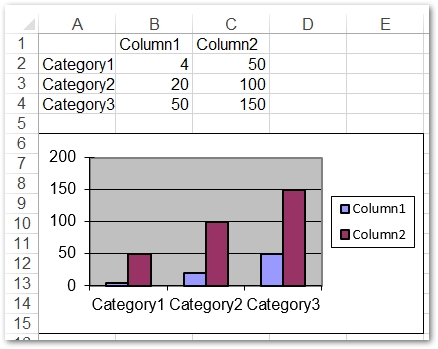 A B C D E
1 Column1 Column2
2 Category1 4 50
3 Category2 20 100
4 Category3 50 150
5
6
7 200
8 150
9 Column1
10 100
11 Column2
12 50
13 0
14 Category1 Category2 Category3
15